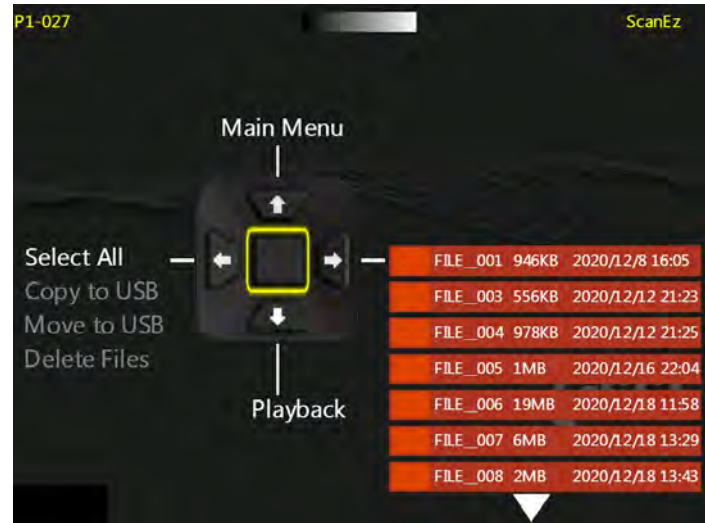 P1-027
ScanEz
Main Menu
Select All
Copy to USB
Move to USB
Delete Files
Playback
FILE_001 946KB 2020/12/8 16:05
FILE_003 556KB 2020/12/12 21:23
FILE_004 978KB 2020/12/12 21:25
FILE_005 1MB 2020/12/16 22:04
FILE_006 19MB 2020/12/18 11:58
FILE_007 6MB 2020/12/18 13:29
FILE_008 2MB 2020/12/18 13:43